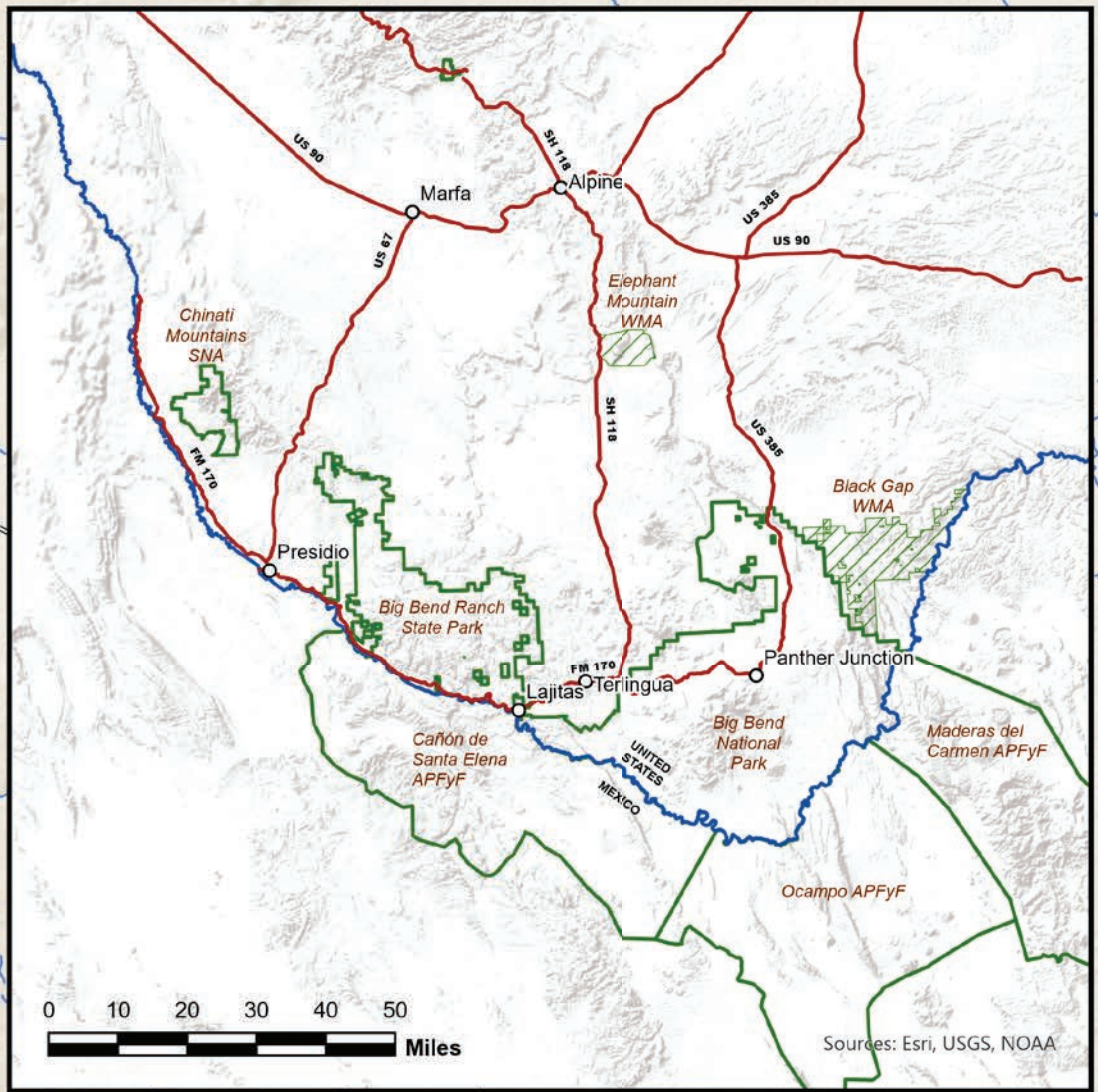 US 90
SH 118
Alpine
Marfa
US 67
US 385
US 90
Elephant
Mountain
WMA
Chinati
Mountains
SNA
SH 118
US 385
FM 170
Black Gap
WMA
Presidio
Big Bend Ranch
State Park
FM 170
Terlingua
Panther Junction
Lajitas
Big Bend
National
Park
Maderas del
Carmen APFyF
Cañón de
Santa Elena
APFyF
UNITED
STATES
MEXICO
Ocampo APFyF
0 10 20 30 40 50
Miles
Sources: Esri, USGS, NOAA